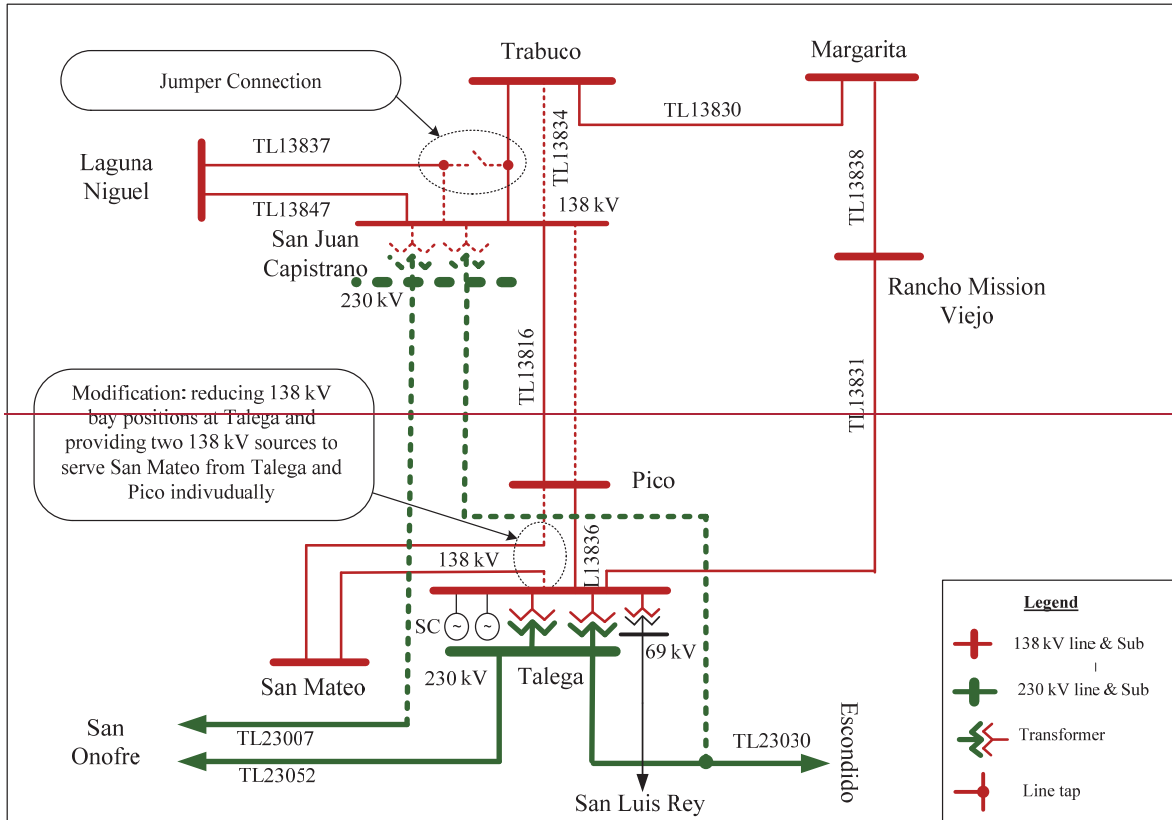 Trabuco
Margarita
Jumper Connection
TL13830
TL13834
TL13837
Laguna
Niguel
TL13838
TL13847
138 kV
San Juan
Capistrano
230 kV
Rancho Mission
Viejo
TL13816
TL13831
Modification: reducing 138 kV
bay positions at Talega and
providing two 138 kV sources to
serve San Mateo from Talega and
Pico indivudually
Pico
L13836
138 kV
SC
~
~
69 kV
San Mateo
230 kV
Talega
San
Onofre
TL23007
TL23052
TL23030
Escondido
San Luis Rey
Legend
138 kV line & Sub
230 kV line & Sub
Transformer
Line tap